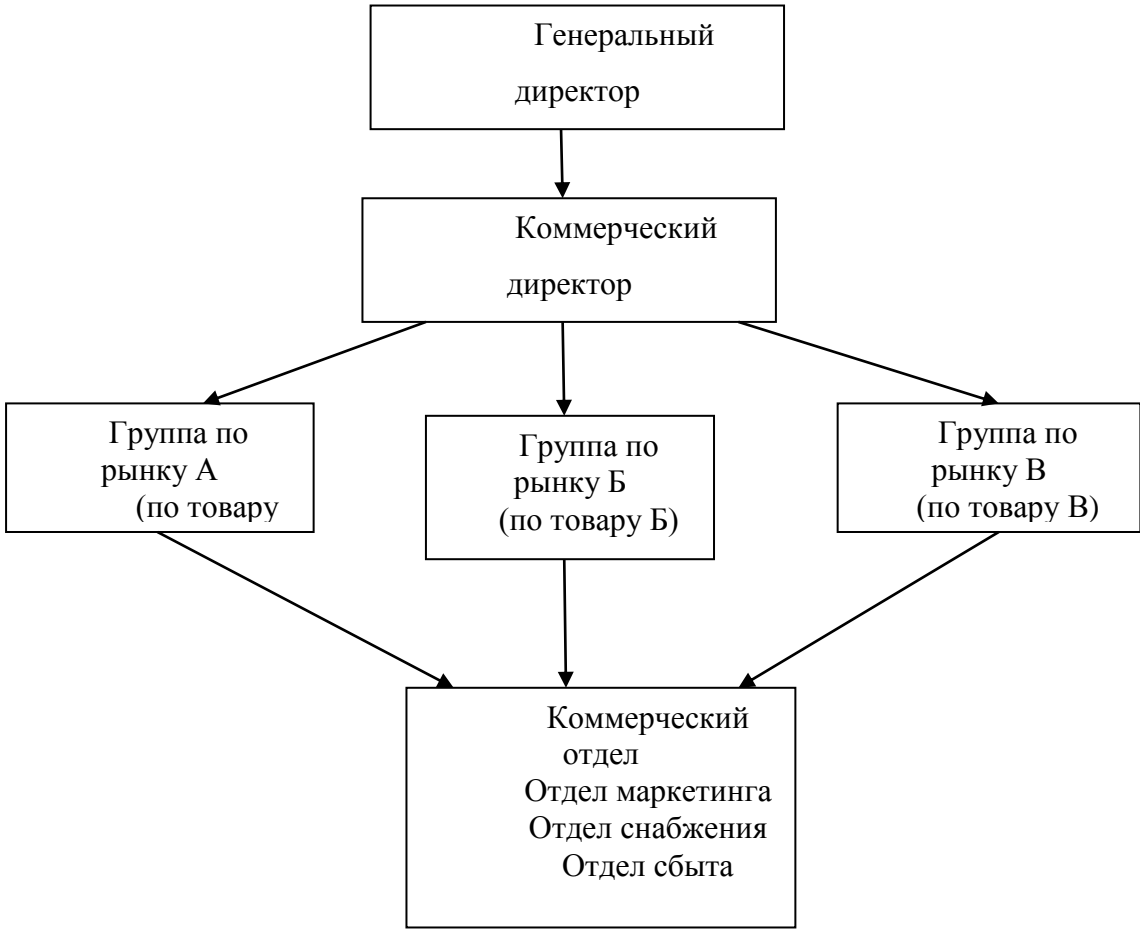 Генеральный
директор
Коммерческий
директор
Группа по
рынку А
(по товару
Группа по
рынку Б
(по товару Б)
Группа по
рынку В
(по товару В)
Коммерческий
отдел
Отдел маркетинга
Отдел снабжения
Отдел сбыта